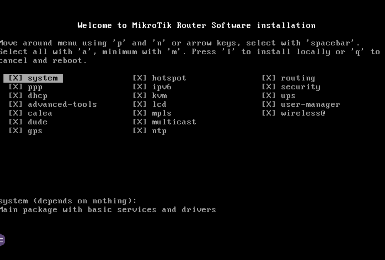 Welcome to MikroTik Router Software installation
Move around menu using 'p' and 'n' or arrow keys, select with 'spacebar'.
Select all with 'a', minimum with 'm'. Press 'i' to install locally or 'q' to
cancel and reboot.
[X] system [X] hotspot [X] routing
[X] ppp [X] ipv6 [X] security
[X] dhcp [X] kvm [X] ups
[X] advanced-tools [X] lcd [X] user-manager
[X] calea [X] mpls [X] wireless@
[X] dude [X] multicast
[X] gps [X] ntp
system (depends on nothing):
Main package with basic services and drivers